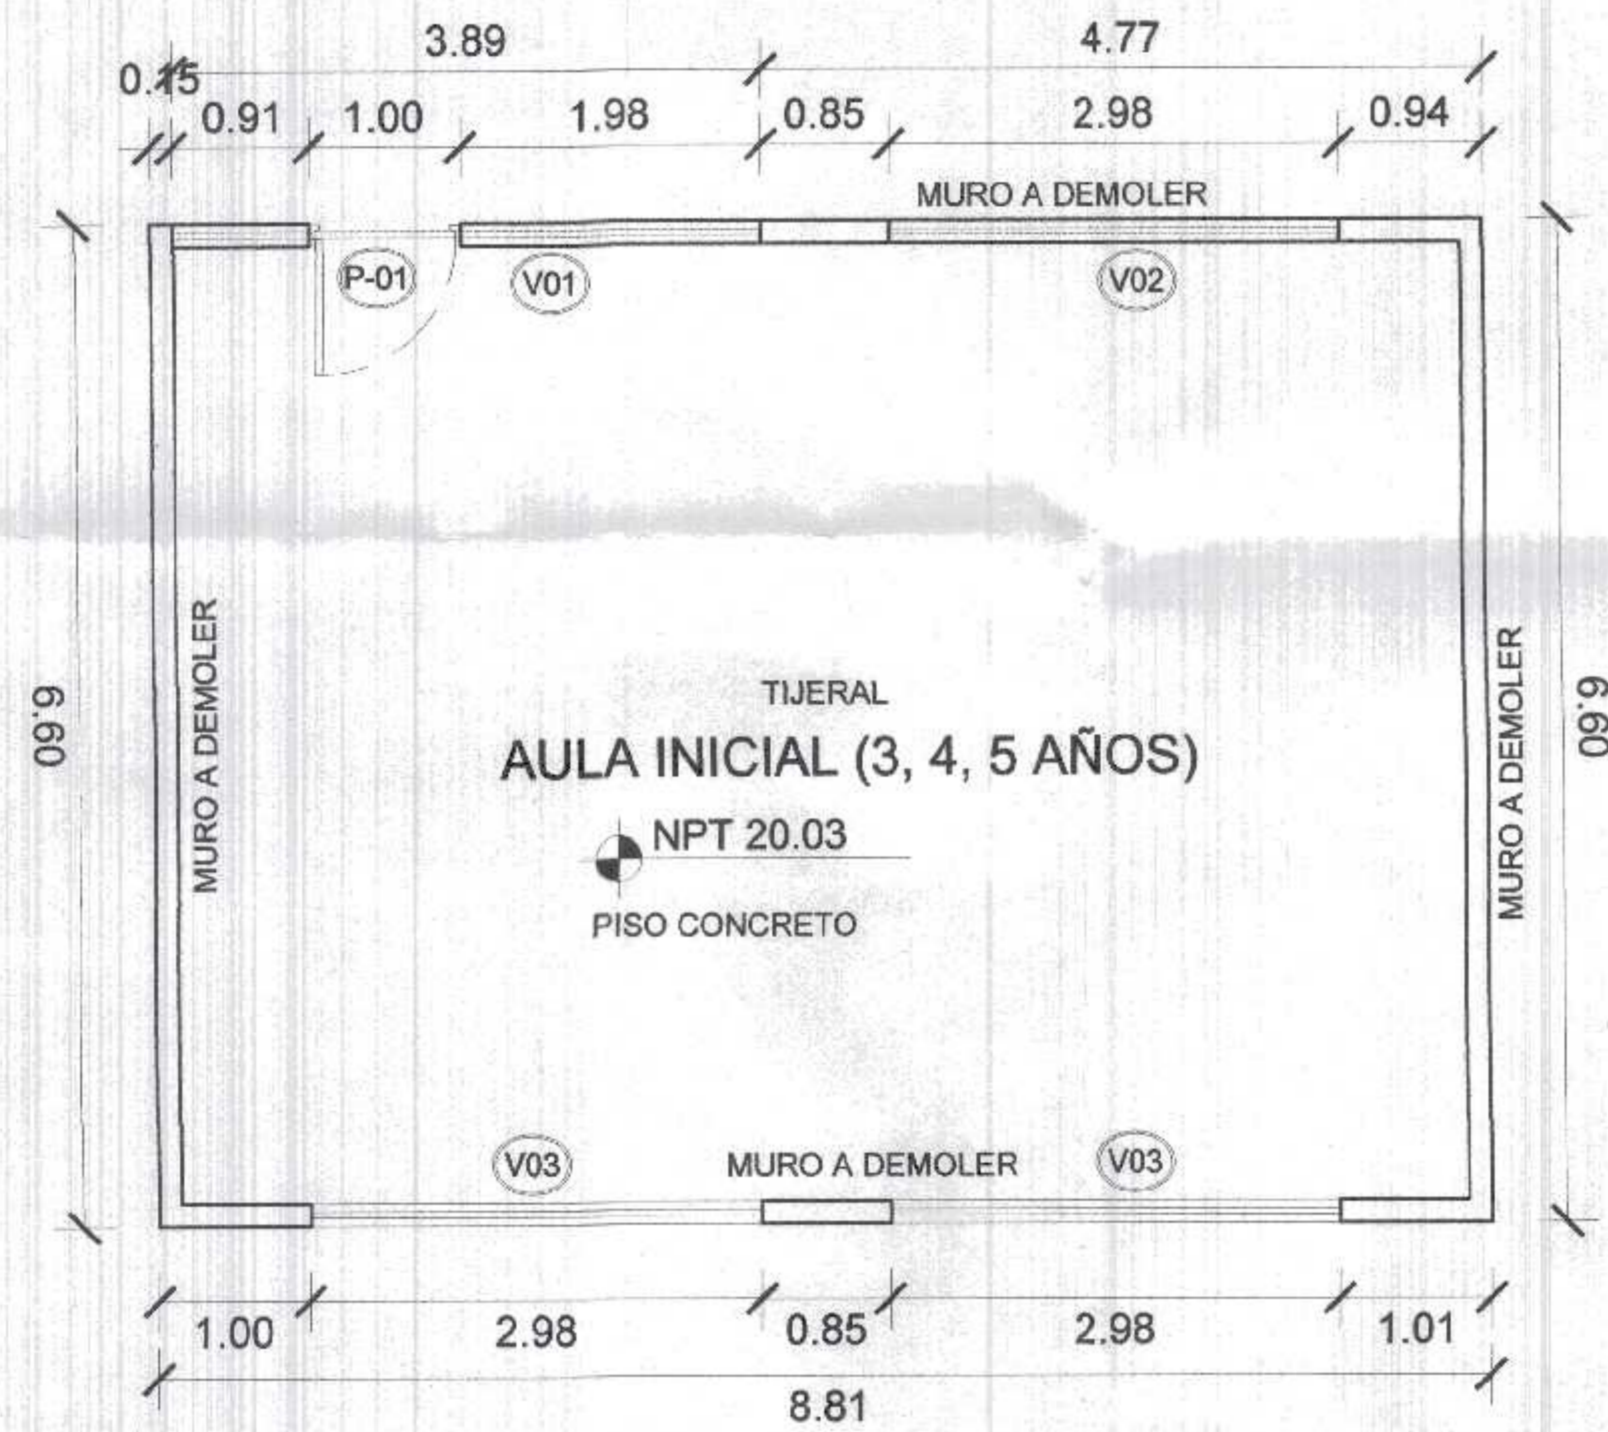 3.89 4.77
0.15
0.91 1.00 1.98 0.85 2.98 0.94
MURO A DEMOLER
P-01 V01 V02
MURO A DEMOLER
6.60
TIJERAL
AULA INICIAL (3, 4, 5 AÑOS)
NPT 20.03
PISO CONCRETO
MURO A DEMOLER
6.60
V03 MURO A DEMOLER V03
1.00 2.98 0.85 2.98 1.01
8.81